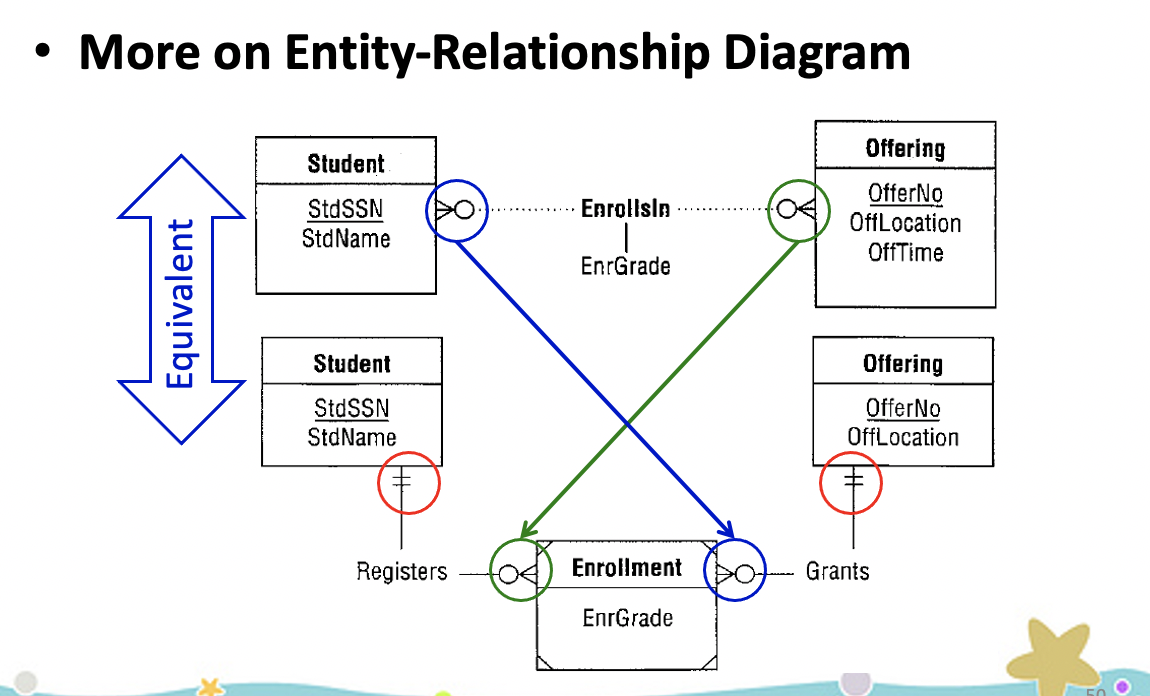 • More on Entity-Relationship Diagram
Equivalent
Student
StdSSN
StdName
EnrollsIn
EnrGrade
Offering
OfferNo
OffLocation
OffTime
Student
StdSSN
StdName
Offering
OfferNo
OffLocation
Registers
Enrollment
EnrGrade
Grants